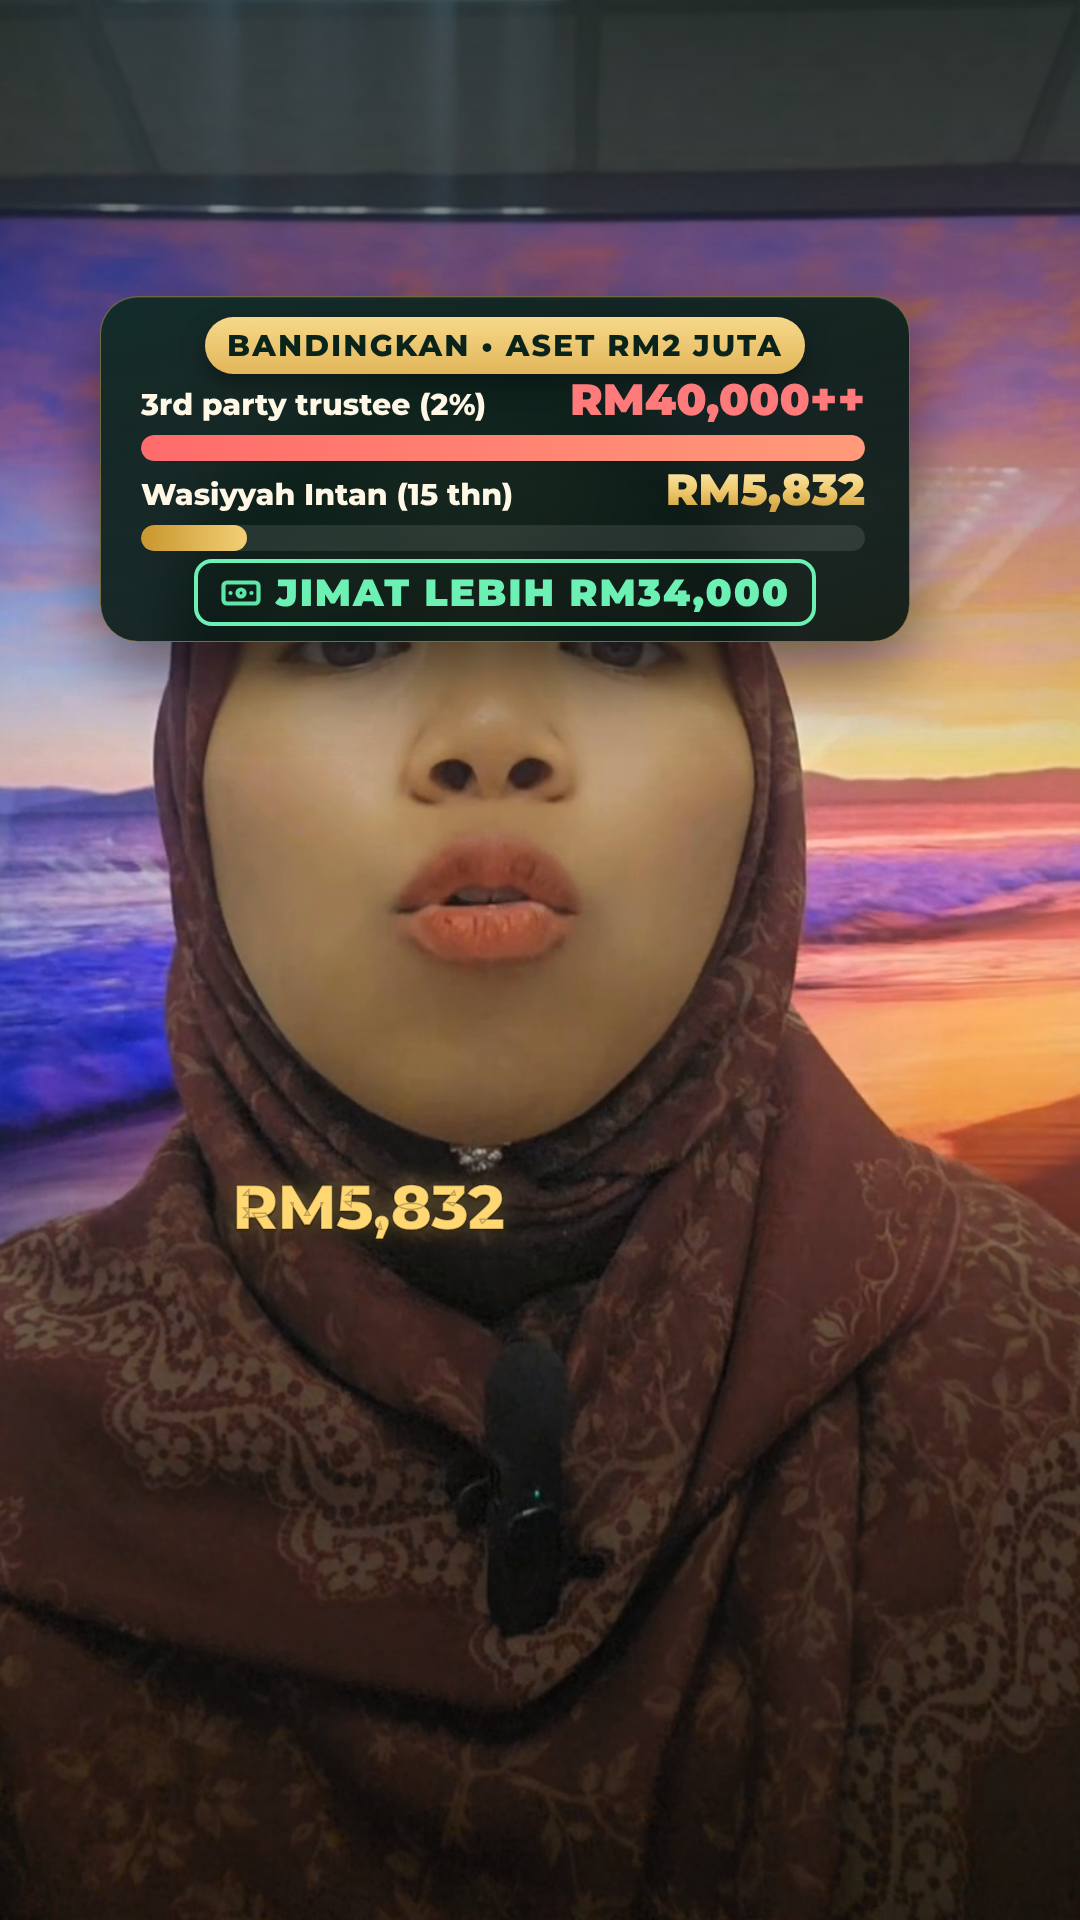 BANDINGKAN • ASET RM2 JUTA
3rd party trustee (2%) RM40,000++
Wasiyyah Intan (15 thn) RM5,832
JIMAT LEBIH RM34,000
RM5,832